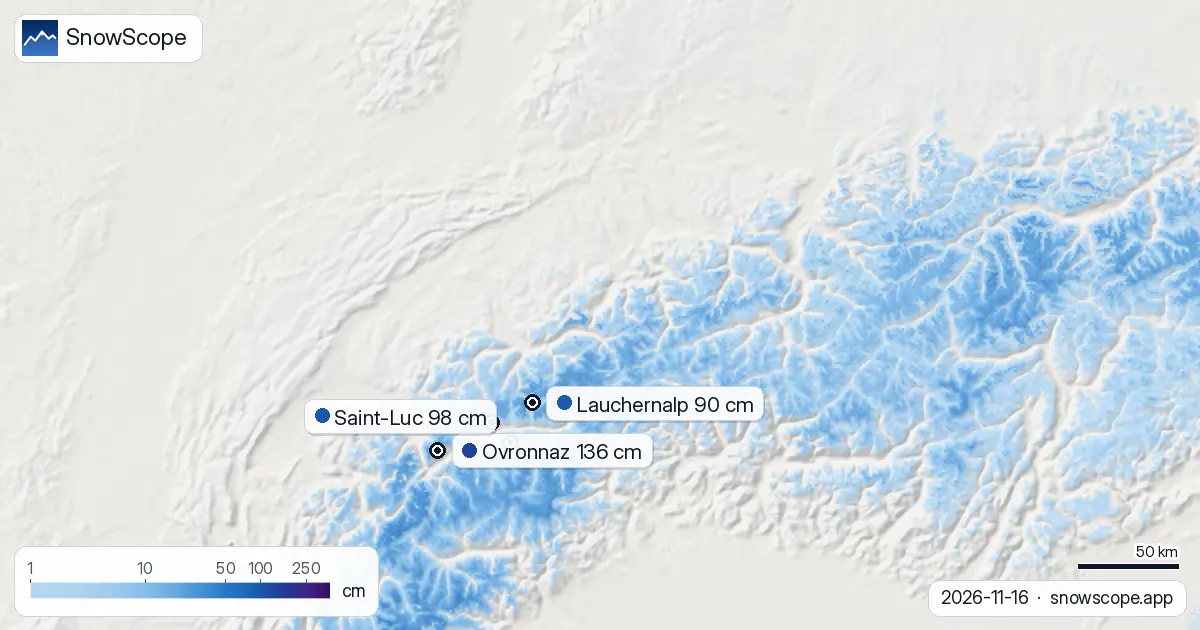 SnowScope
Lauchernalp 90 cm
Saint-Luc 98 cm
Ovronnaz 136 cm
1 10 50 100 250
cm
50 km
2026-11-16 · snowscope.app